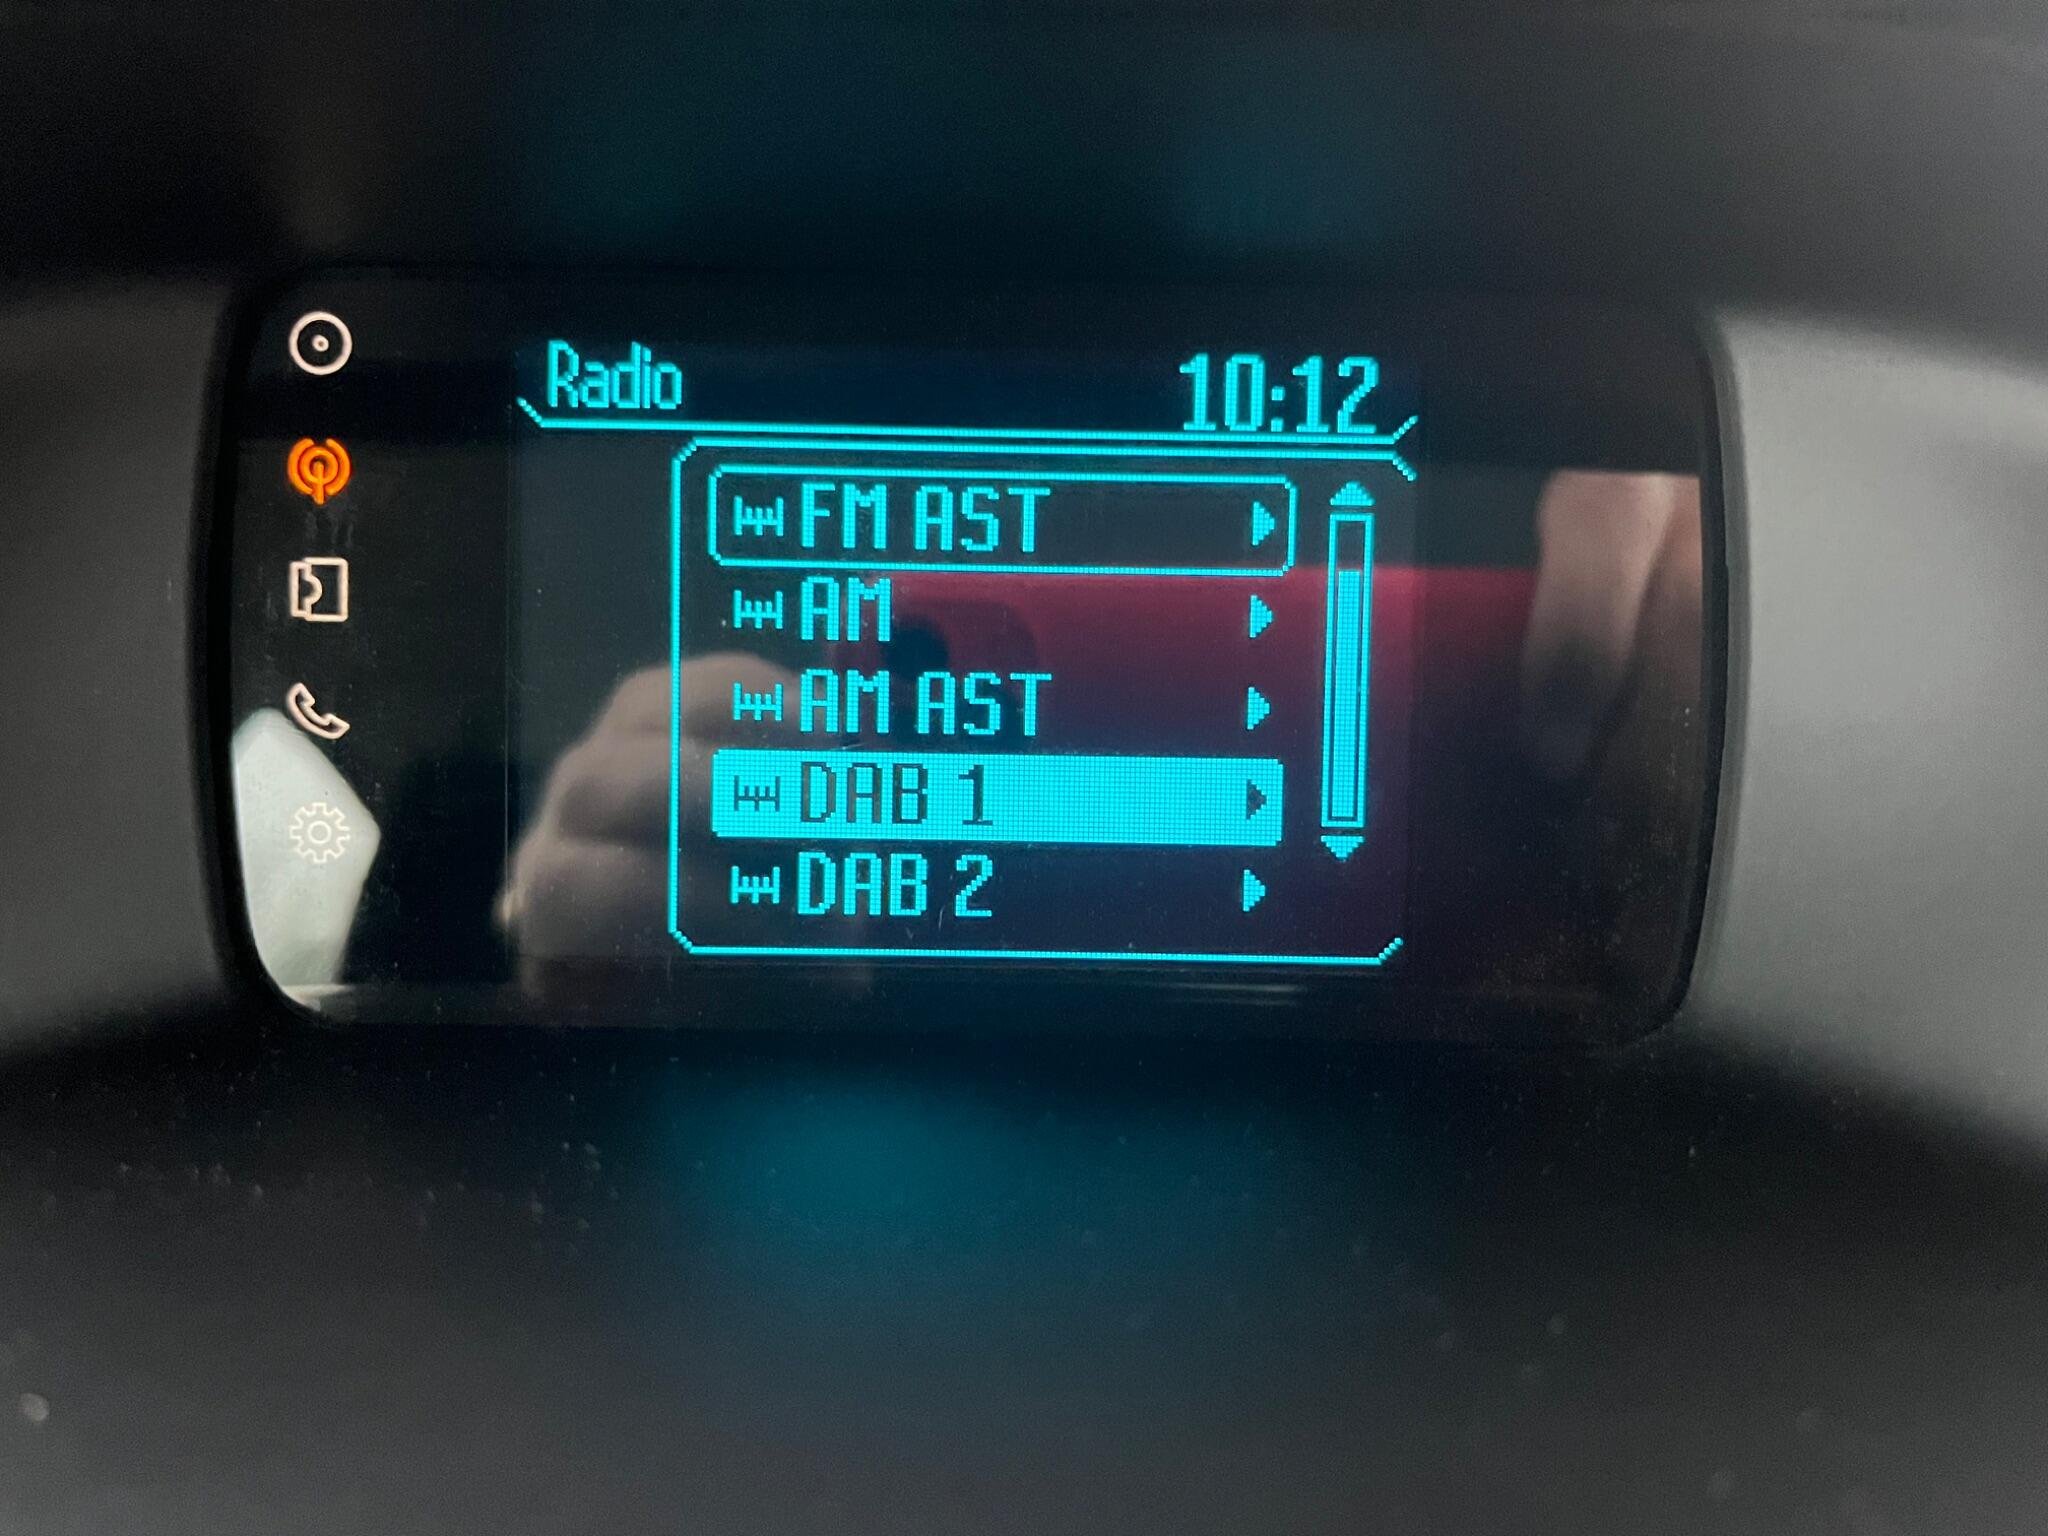 Radio 10:12
FM AST
AM
AM AST
DAB 1
DAB 2